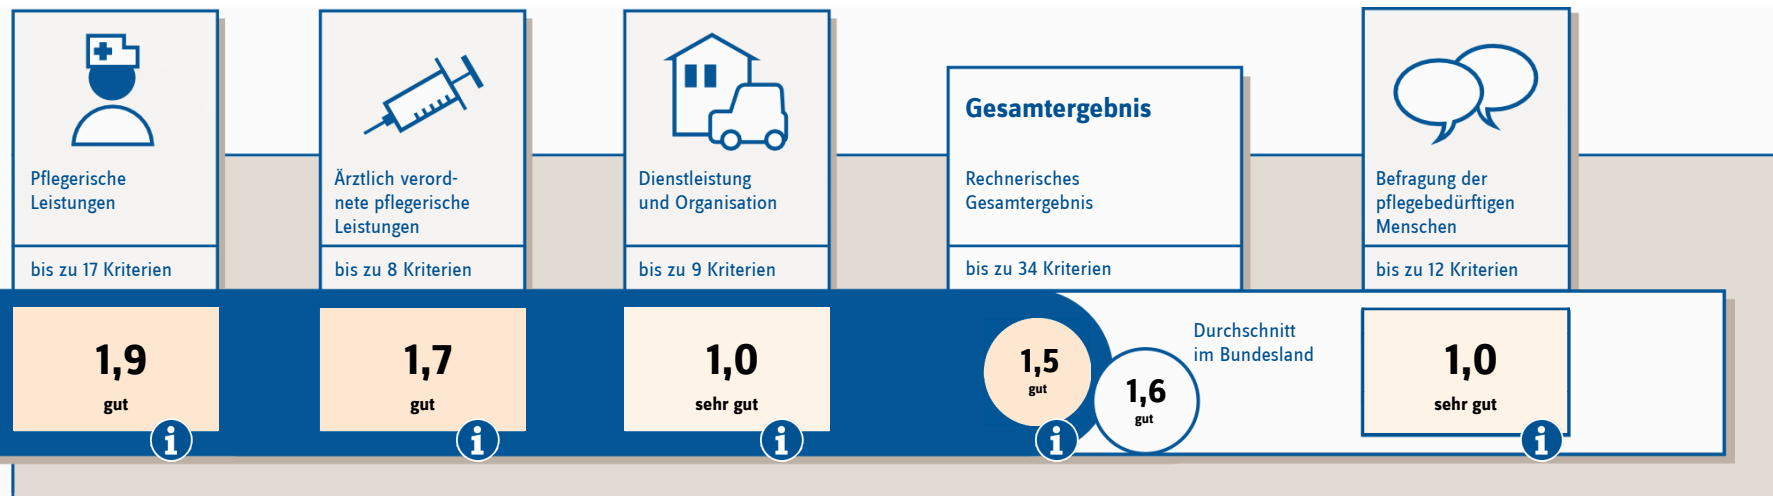 Pflegerische
Leistungen
bis zu 17 Kriterien
1,9
gut
Ärztlich verord-
nete pflegerische
Leistungen
bis zu 8 Kriterien
1,7
gut
Dienstleistung
und Organisation
bis zu 9 Kriterien
1,0
sehr gut
Gesamtergebnis
Rechnerisches
Gesamtergebnis
bis zu 34 Kriterien
1,5
gut
1,6
gut
Durchschnitt
im Bundesland
Befragung der
pflegebedürftigen
Menschen
bis zu 12 Kriterien
1,0
sehr gut